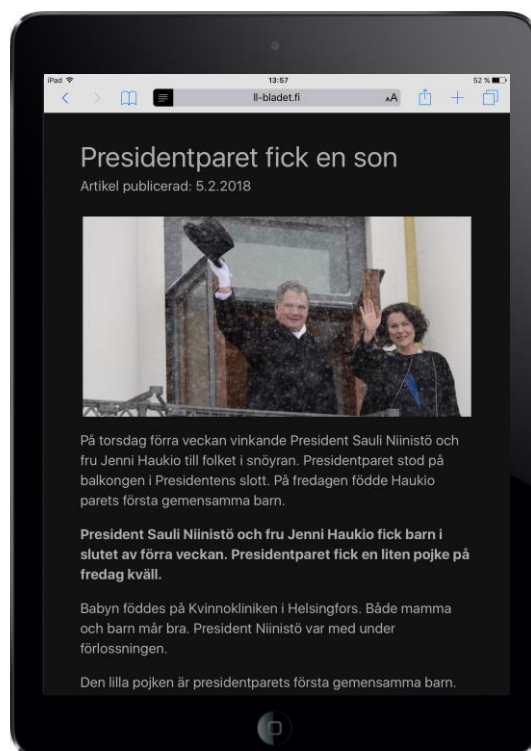 iPad
13:57
52 %
ll-bladet.fi
AA
Presidentparet fick en son
Artikel publicerad: 5.2.2018
På torsdag förra veckan vinkande President Sauli Niinistö och
fru Jenni Haukio till folket i snöyran. Presidentparet stod på
balkongen i Presidentens slott. På fredagen födde Haukio
parets första gemensamma barn.
President Sauli Niinistö och fru Jenni Haukio fick barn i
slutet av förra veckan. Presidentparet fick en liten pojke på
fredag kväll.
Babyn föddes på Kvinnokliniken i Helsingfors. Både mamma
och barn mår bra. President Niinistö var med under
förlossningen.
Den lilla pojken är presidentparets första gemensamma barn.